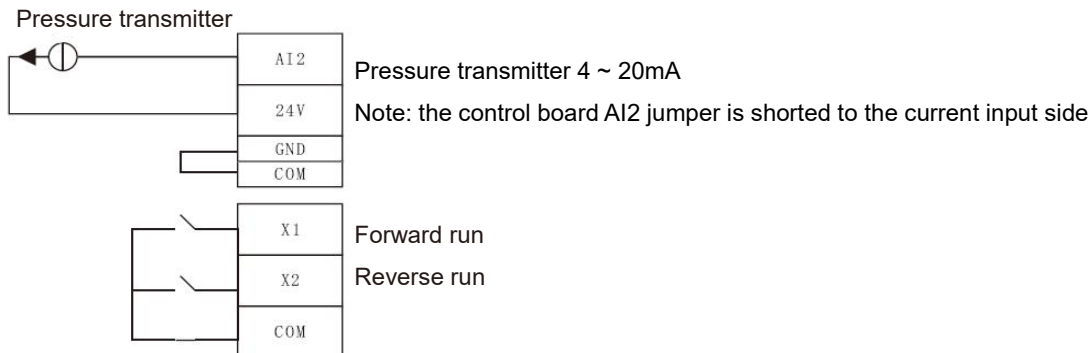 Pressure transmitter
AI2
Pressure transmitter 4 ~ 20mA
24V
Note: the control board AI2 jumper is shorted to the current input side
GND
COM
X1
Forward run
X2
Reverse run
COM